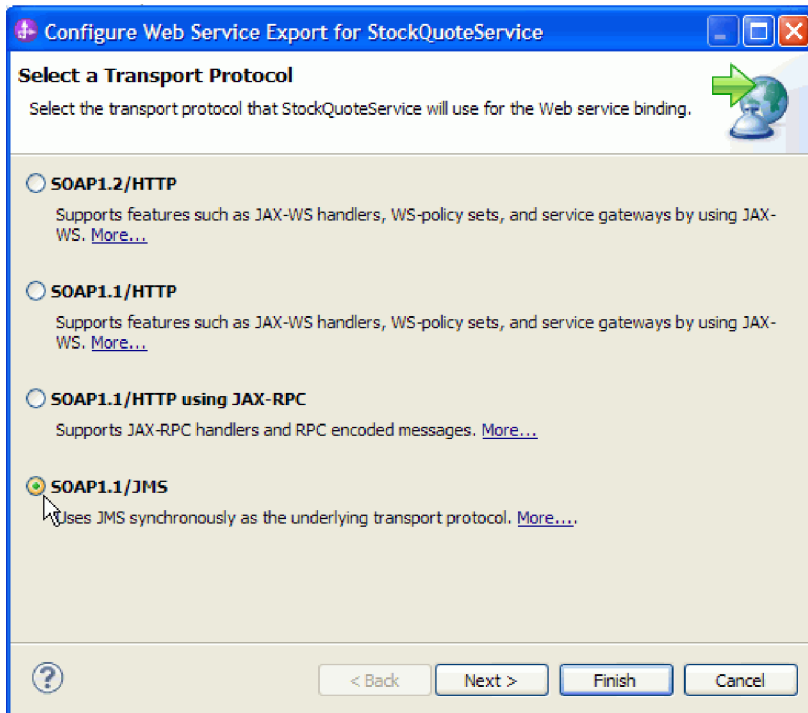 Configure Web Service Export for StockQuoteService
Select a Transport Protocol
Select the transport protocol that StockQuoteService will use for the Web service binding.
SOAP1.2/HTTP
Supports features such as JAX-WS handlers, WS-policy sets, and service gateways by using JAX-
WS. More...
SOAP1.1/HTTP
Supports features such as JAX-WS handlers, WS-policy sets, and service gateways by using JAX-
WS. More...
SOAP1.1/HTTP using JAX-RPC
Supports JAX-RPC handlers and RPC encoded messages. More...
SOAP1.1/JMS
Uses JMS synchronously as the underlying transport protocol. More....
? < Back Next > Finish Cancel